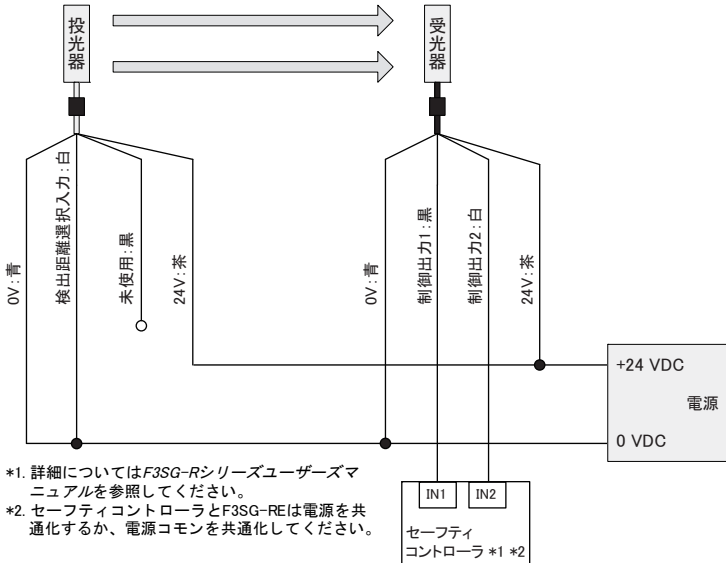 投光器
受光器
0V:青
検出距離選択入力:白
未使用:黒
24V:茶
0V:青
制御出力1:黒
制御出力2:白
24V:茶
+24 VDC
電源
0 VDC
IN1
IN2
セーフティ
コントローラ *1 *2
*1. 詳細についてはF3SG-Rシリーズユーザーズマ
ニュアルを参照してください。
*2. セーフティコントローラとF3SG-REは電源を共
通化するか、電源コモンを共通化してください。